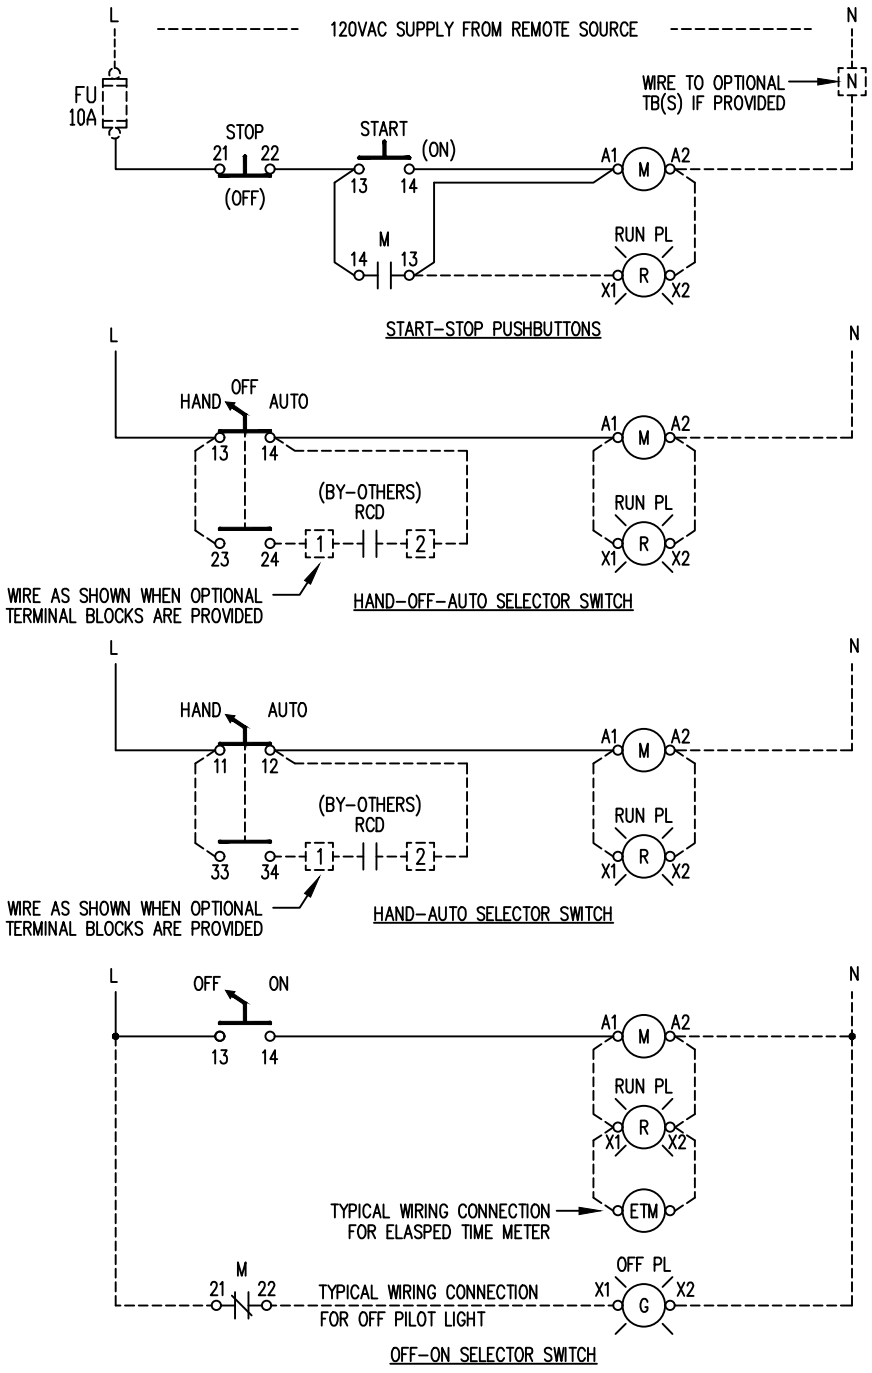 L
120VAC SUPPLY FROM REMOTE SOURCE
N
FU
10A
WIRE TO OPTIONAL
TB(S) IF PROVIDED
N
STOP
21 22
(OFF)
START
(ON)
13 14
A1 M A2
M
14 13
RUN PL
X1 R X2
START-STOP PUSHBUTTONS
L N
OFF
HAND AUTO
13 14
A1 M A2
(BY-OTHERS)
RCD
RUN PL
23 24 1 2
X1 R X2
WIRE AS SHOWN WHEN OPTIONAL
TERMINAL BLOCKS ARE PROVIDED
HAND-OFF-AUTO SELECTOR SWITCH
L N
HAND AUTO
11 12
A1 M A2
(BY-OTHERS)
RCD
RUN PL
33 34 1 2
X1 R X2
WIRE AS SHOWN WHEN OPTIONAL
TERMINAL BLOCKS ARE PROVIDED
HAND-AUTO SELECTOR SWITCH
L N
OFF ON
13 14
A1 M A2
RUN PL
X1 R X2
TYPICAL WIRING CONNECTION
FOR ELASPED TIME METER
ETM
M
21 22
TYPICAL WIRING CONNECTION
FOR OFF PILOT LIGHT
OFF PL
X1 G X2
OFF-ON SELECTOR SWITCH